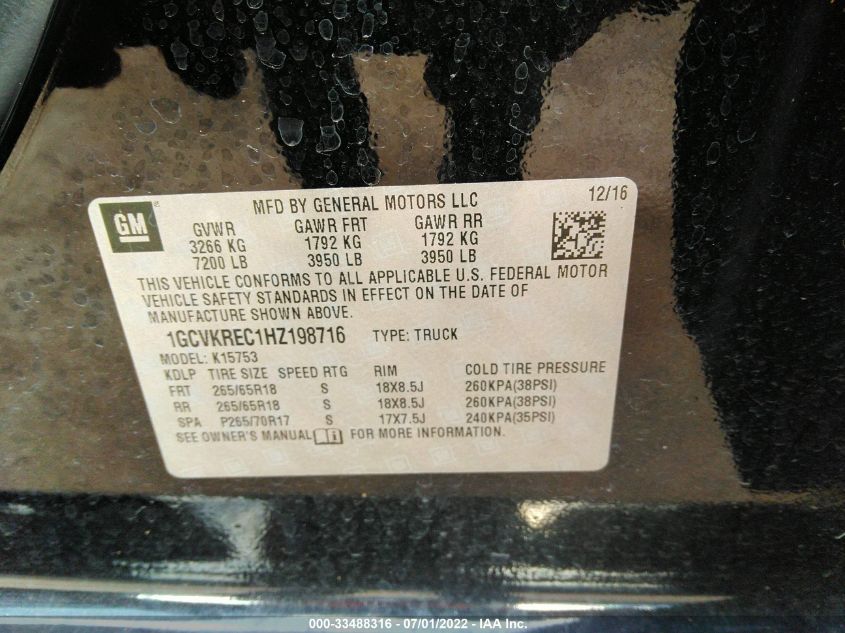 GM
MFD BY GENERAL MOTORS LLC 12/16
GVWR GAWR FRT GAWR RR
3266 KG 1792 KG 1792 KG
7200 LB 3950 LB 3950 LB
THIS VEHICLE CONFORMS TO ALL APPLICABLE U.S. FEDERAL MOTOR
VEHICLE SAFETY STANDARDS IN EFFECT ON THE DATE OF
MANUFACTURE SHOWN ABOVE.
1GCVKREC1HZ198716 TYPE: TRUCK
MODEL: K15753
KDLP TIRE SIZE SPEED RTG RIM COLD TIRE PRESSURE
FRT 265/65R18 S 18X8.5J 260KPA(38PSI)
RR 265/65R18 S 18X8.5J 260KPA(38PSI)
SPA P265/70R17 S 17X7.5J 240KPA(35PSI)
SEE OWNER'S MANUAL FOR MORE INFORMATION.
000-33488316 - 07/01/2022 - IAA Inc.